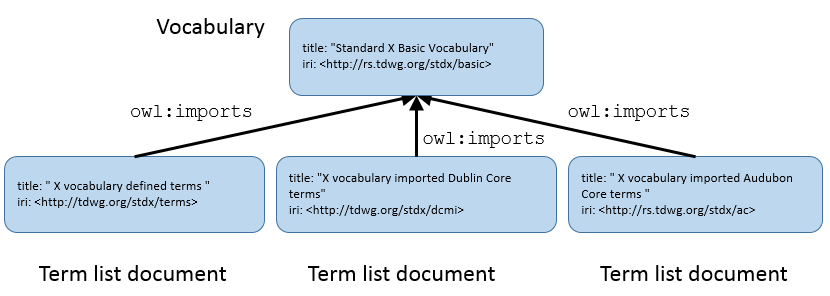 Vocabulary
title: "Standard X Basic Vocabulary"
iri: <http://rs.tdwg.org/stdx/basic>
owl:imports
owl:imports
owl:imports
title: " X vocabulary defined terms "
iri: <http://tdwg.org/stdx/terms>
title: "X vocabulary imported Dublin Core
terms"
iri: <http://tdwg.org/stdx/dcmi>
title: " X vocabulary imported Audubon
Core terms "
iri: <http://rs.tdwg.org/stdx/ac>
Term list document
Term list document
Term list document